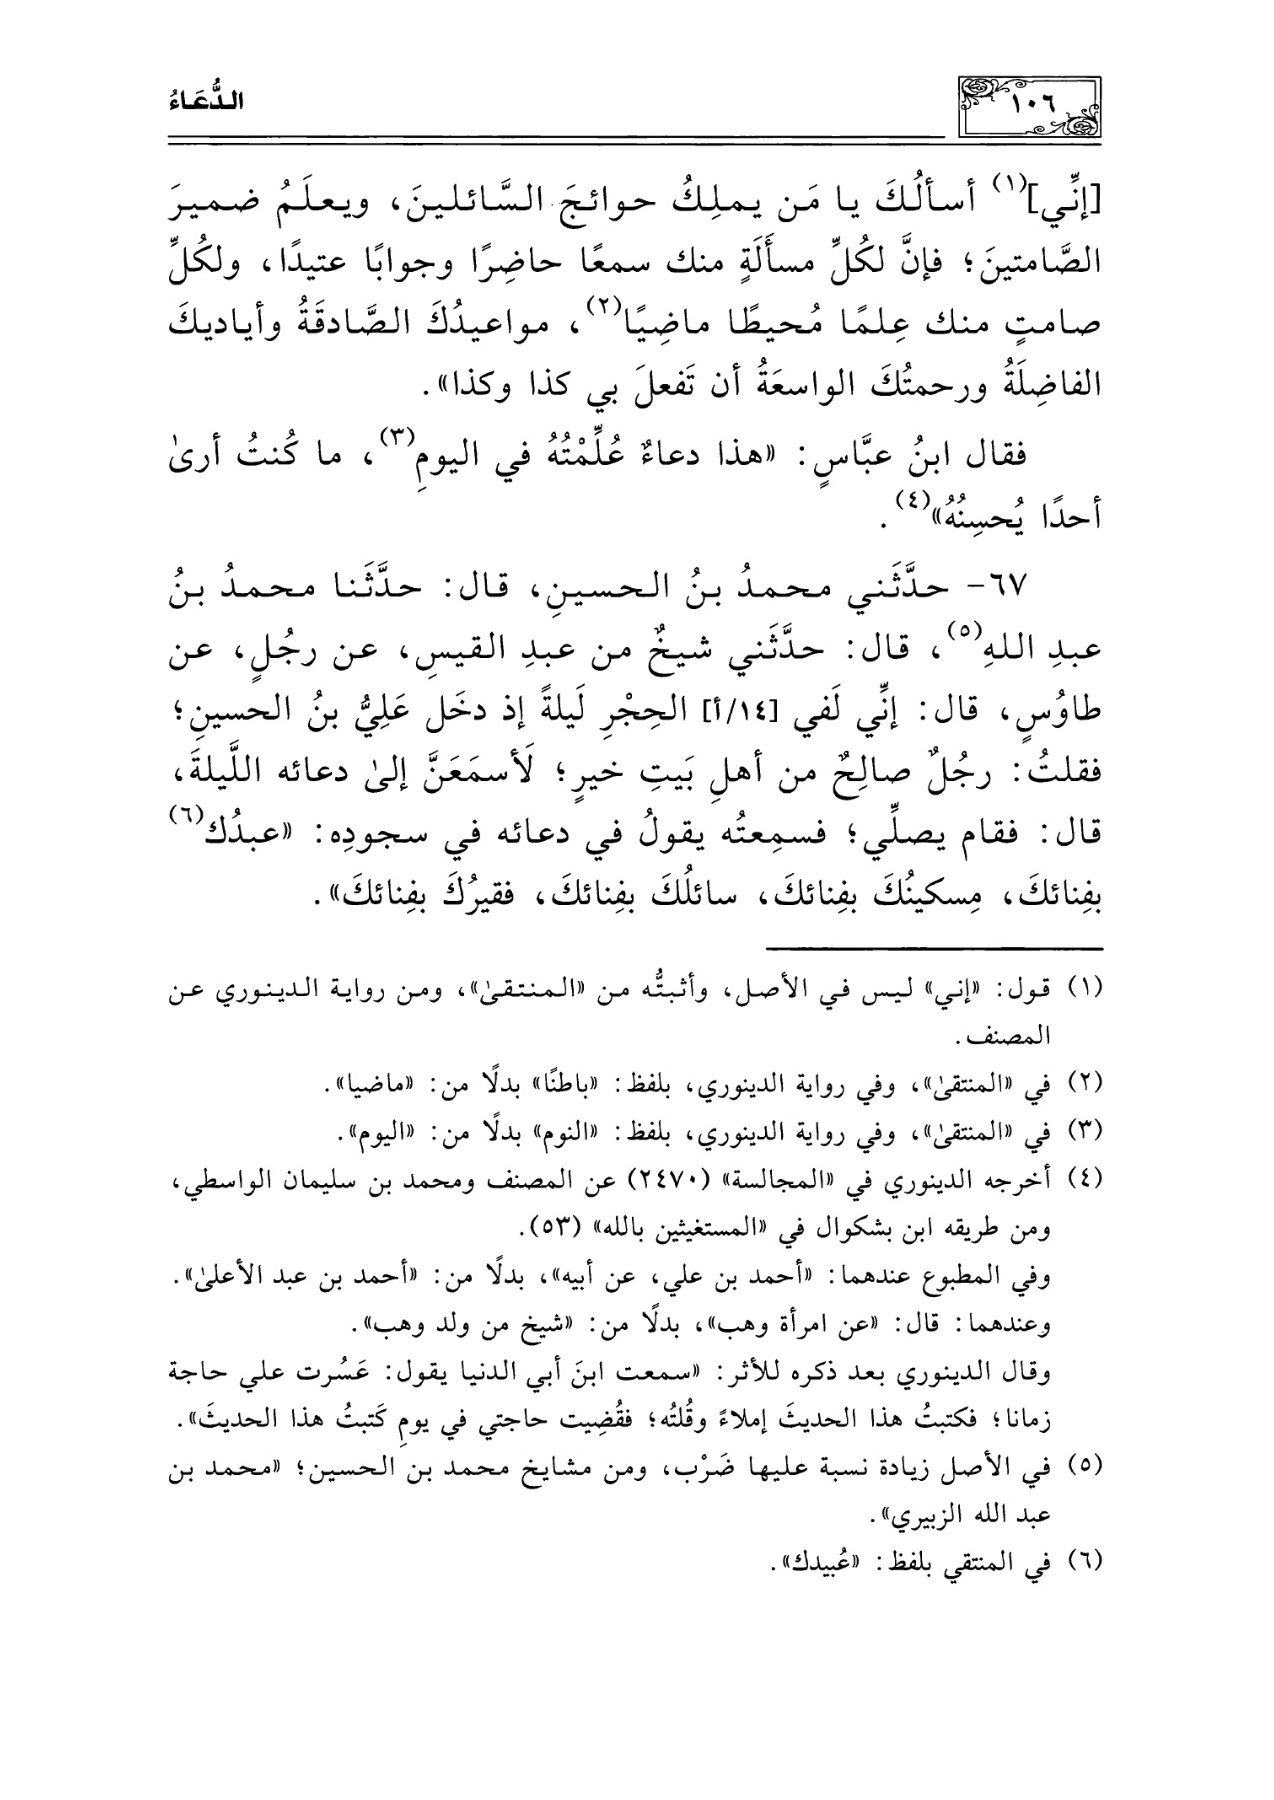 ١٠٦
الدُّعَاءُ
[إنِّي](١) أسألُكَ يا مَن يملِكُ حوائجَ السَّائلينَ، ويعلَمُ ضميرَ
الصَّامتينَ؛ فإنَّ لكُلِّ مسأَلَةٍ منك سمعًا حاضِرًا وجوابًا عتيدًا، ولكُلِّ
صامتٍ منك عِلمًا مُحيطًا ماضِيًا(٢)، مواعيدُكَ الصَّادقَةُ وأياديكَ
الفاضِلَةُ ورحمتُكَ الواسعَةُ أن تَفعلَ بي كذا وكذا».
فقال ابنُ عبَّاسٍ: «هذا دعاءٌ عُلِّمْتُهُ في اليومِ(٣)، ما كُنتُ أرىٰ
أحدًا يُحسِنُهُ»(٤).
٦٧- حدَّثَني محمدُ بنُ الحسينِ، قال: حدَّثَنا محمدُ بنُ
عبدِ اللهِ(٥)، قال: حدَّثَني شيخٌ من عبدِ القيسِ، عن رجُلٍ، عن
طاوُسٍ، قال: إنِّي لَفي [١٤/أ] الحِجْرِ لَيلةً إذ دخَل عَلِيُّ بنُ الحسينِ؛
فقلتُ: رجُلٌ صالِحٌ من أهلِ بَيتِ خيرٍ؛ لَأسمَعَنَّ إلىٰ دعائه اللَّيلةَ،
قال: فقام يصلِّي؛ فسمِعتُه يقولُ في دعائه في سجودِه: «عبدُك(٦)
بفِنائكَ، مِسكينُكَ بفِنائكَ، سائلُكَ بفِنائكَ، فقيرُكَ بفِنائكَ».
(١) قول: «إني» ليس في الأصل، وأثبتُّه من «المنتقىٰ»، ومن رواية الدينوري عن
المصنف.
(٢) في «المنتقىٰ»، وفي رواية الدينوري، بلفظ: «باطنًا» بدلًا من: «ماضيا».
(٣) في «المنتقىٰ»، وفي رواية الدينوري، بلفظ: «النوم» بدلًا من: «اليوم».
(٤) أخرجه الدينوري في «المجالسة» (٢٤٧٠) عن المصنف ومحمد بن سليمان الواسطي،
ومن طريقه ابن بشكوال في «المستغيثين بالله» (٥٣).
وفي المطبوع عندهما: «أحمد بن علي، عن أبيه»، بدلًا من: «أحمد بن عبد الأعلىٰ».
وعندهما: قال: «عن امرأة وهب»، بدلًا من: «شيخ من ولد وهب».
وقال الدينوري بعد ذكره للأثر: «سمعت ابنَ أبي الدنيا يقول: عَسُرت علي حاجة
زمانا؛ فكتبتُ هذا الحديثَ إملاءً وقُلتُه؛ فقُضِيت حاجتي في يومِ كَتبتُ هذا الحديثَ».
(٥) في الأصل زيادة نسبة عليها ضَرْب، ومن مشايخ محمد بن الحسين؛ «محمد بن
عبد الله الزبيري».
(٦) في المنتقي بلفظ: «عُبيدك».